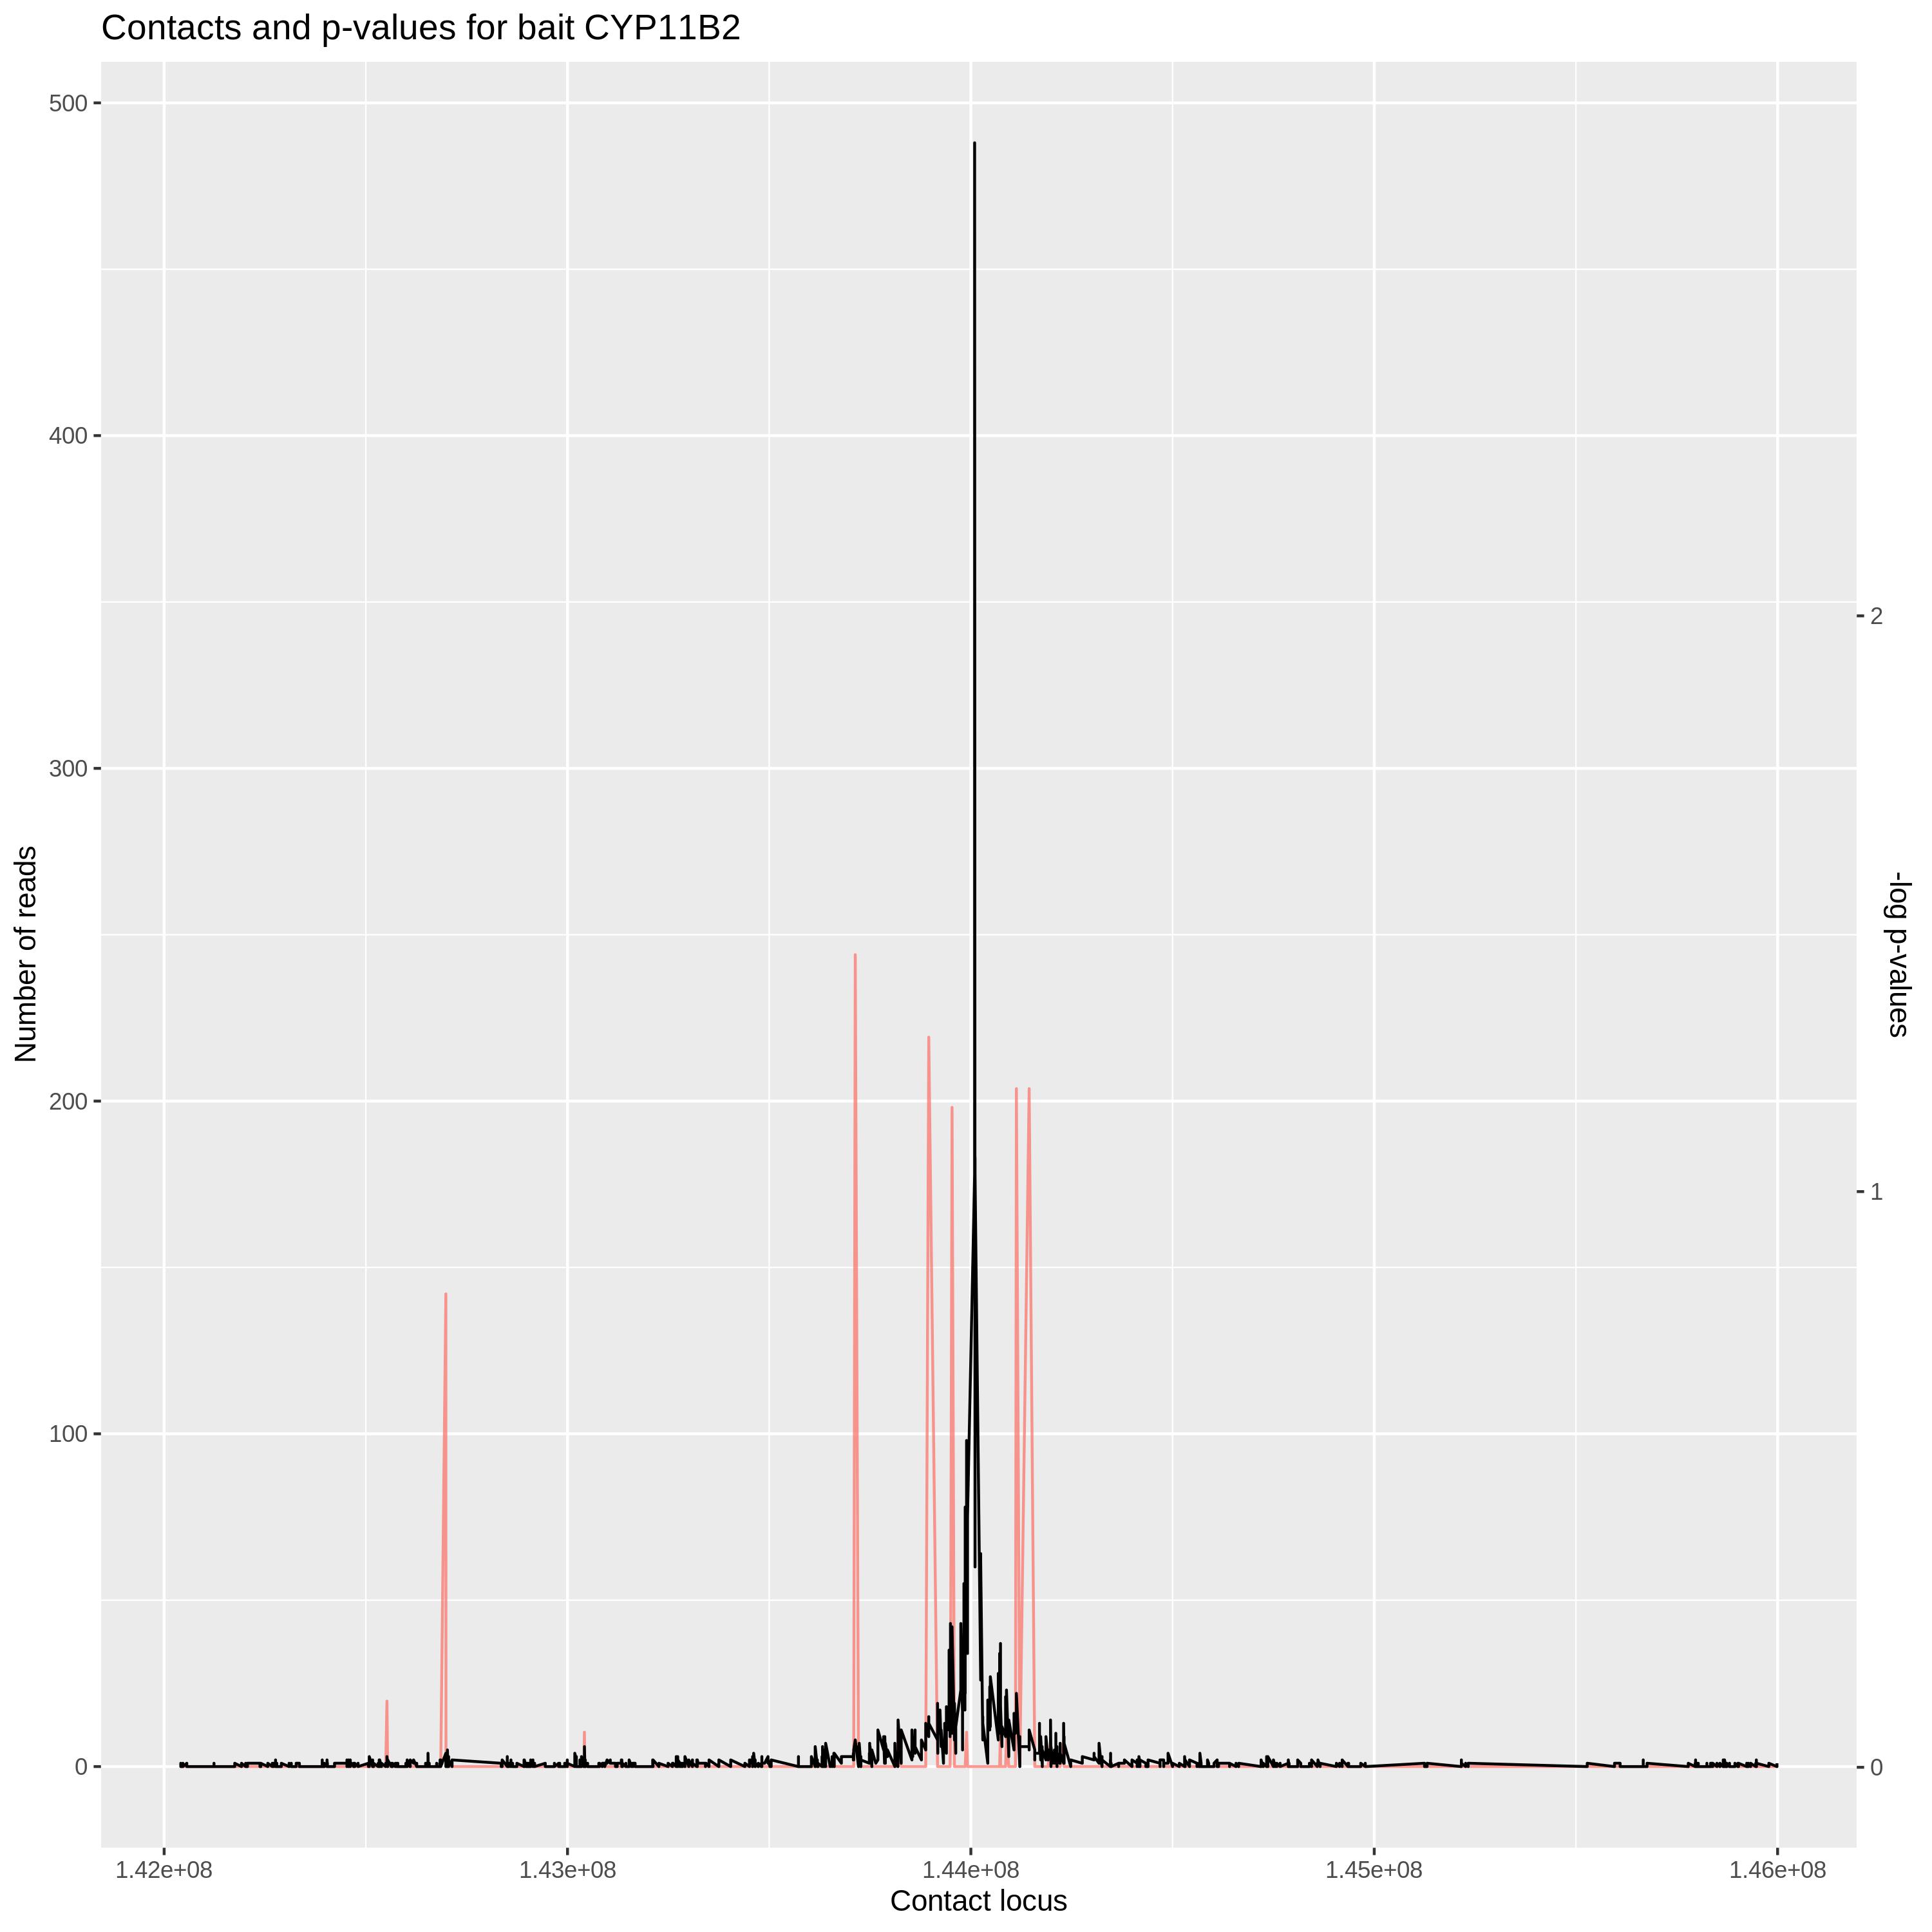 Contacts and p-values for bait CYP11B2
500
400
300
200
100
0
Number of reads
2
1
0
-log p-values
1.42e+08
1.43e+08
1.44e+08
1.45e+08
1.46e+08
Contact locus